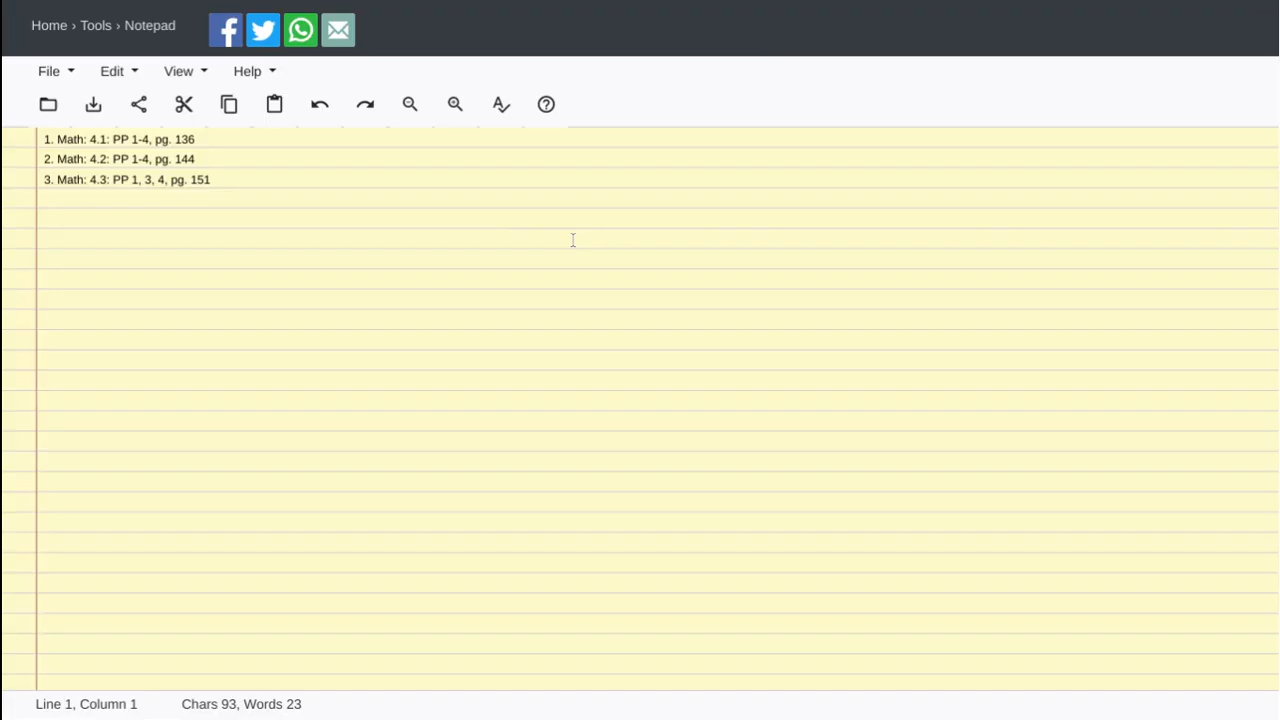 Home › Tools › Notepad
File Edit View Help
1. Math: 4.1: PP 1-4, pg. 136
2. Math: 4.2: PP 1-4, pg. 144
3. Math: 4.3: PP 1, 3, 4, pg. 151
Line 1, Column 1 Chars 93, Words 23